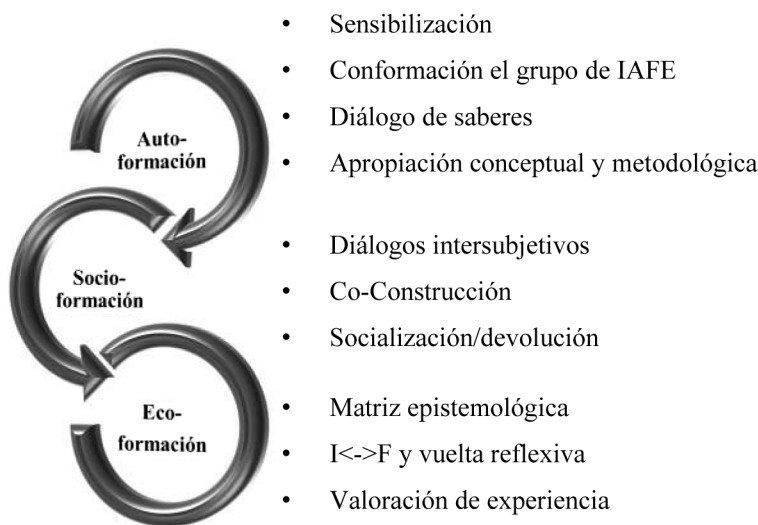 • Sensibilización
• Conformación el grupo de IAFE
• Diálogo de saberes
• Apropiación conceptual y metodológica
Auto-
formación
• Diálogos intersubjetivos
• Co-Construcción
• Socialización/devolución
Socio-
formación
• Matriz epistemológica
• I<->F y vuelta reflexiva
• Valoración de experiencia
Eco-
formación